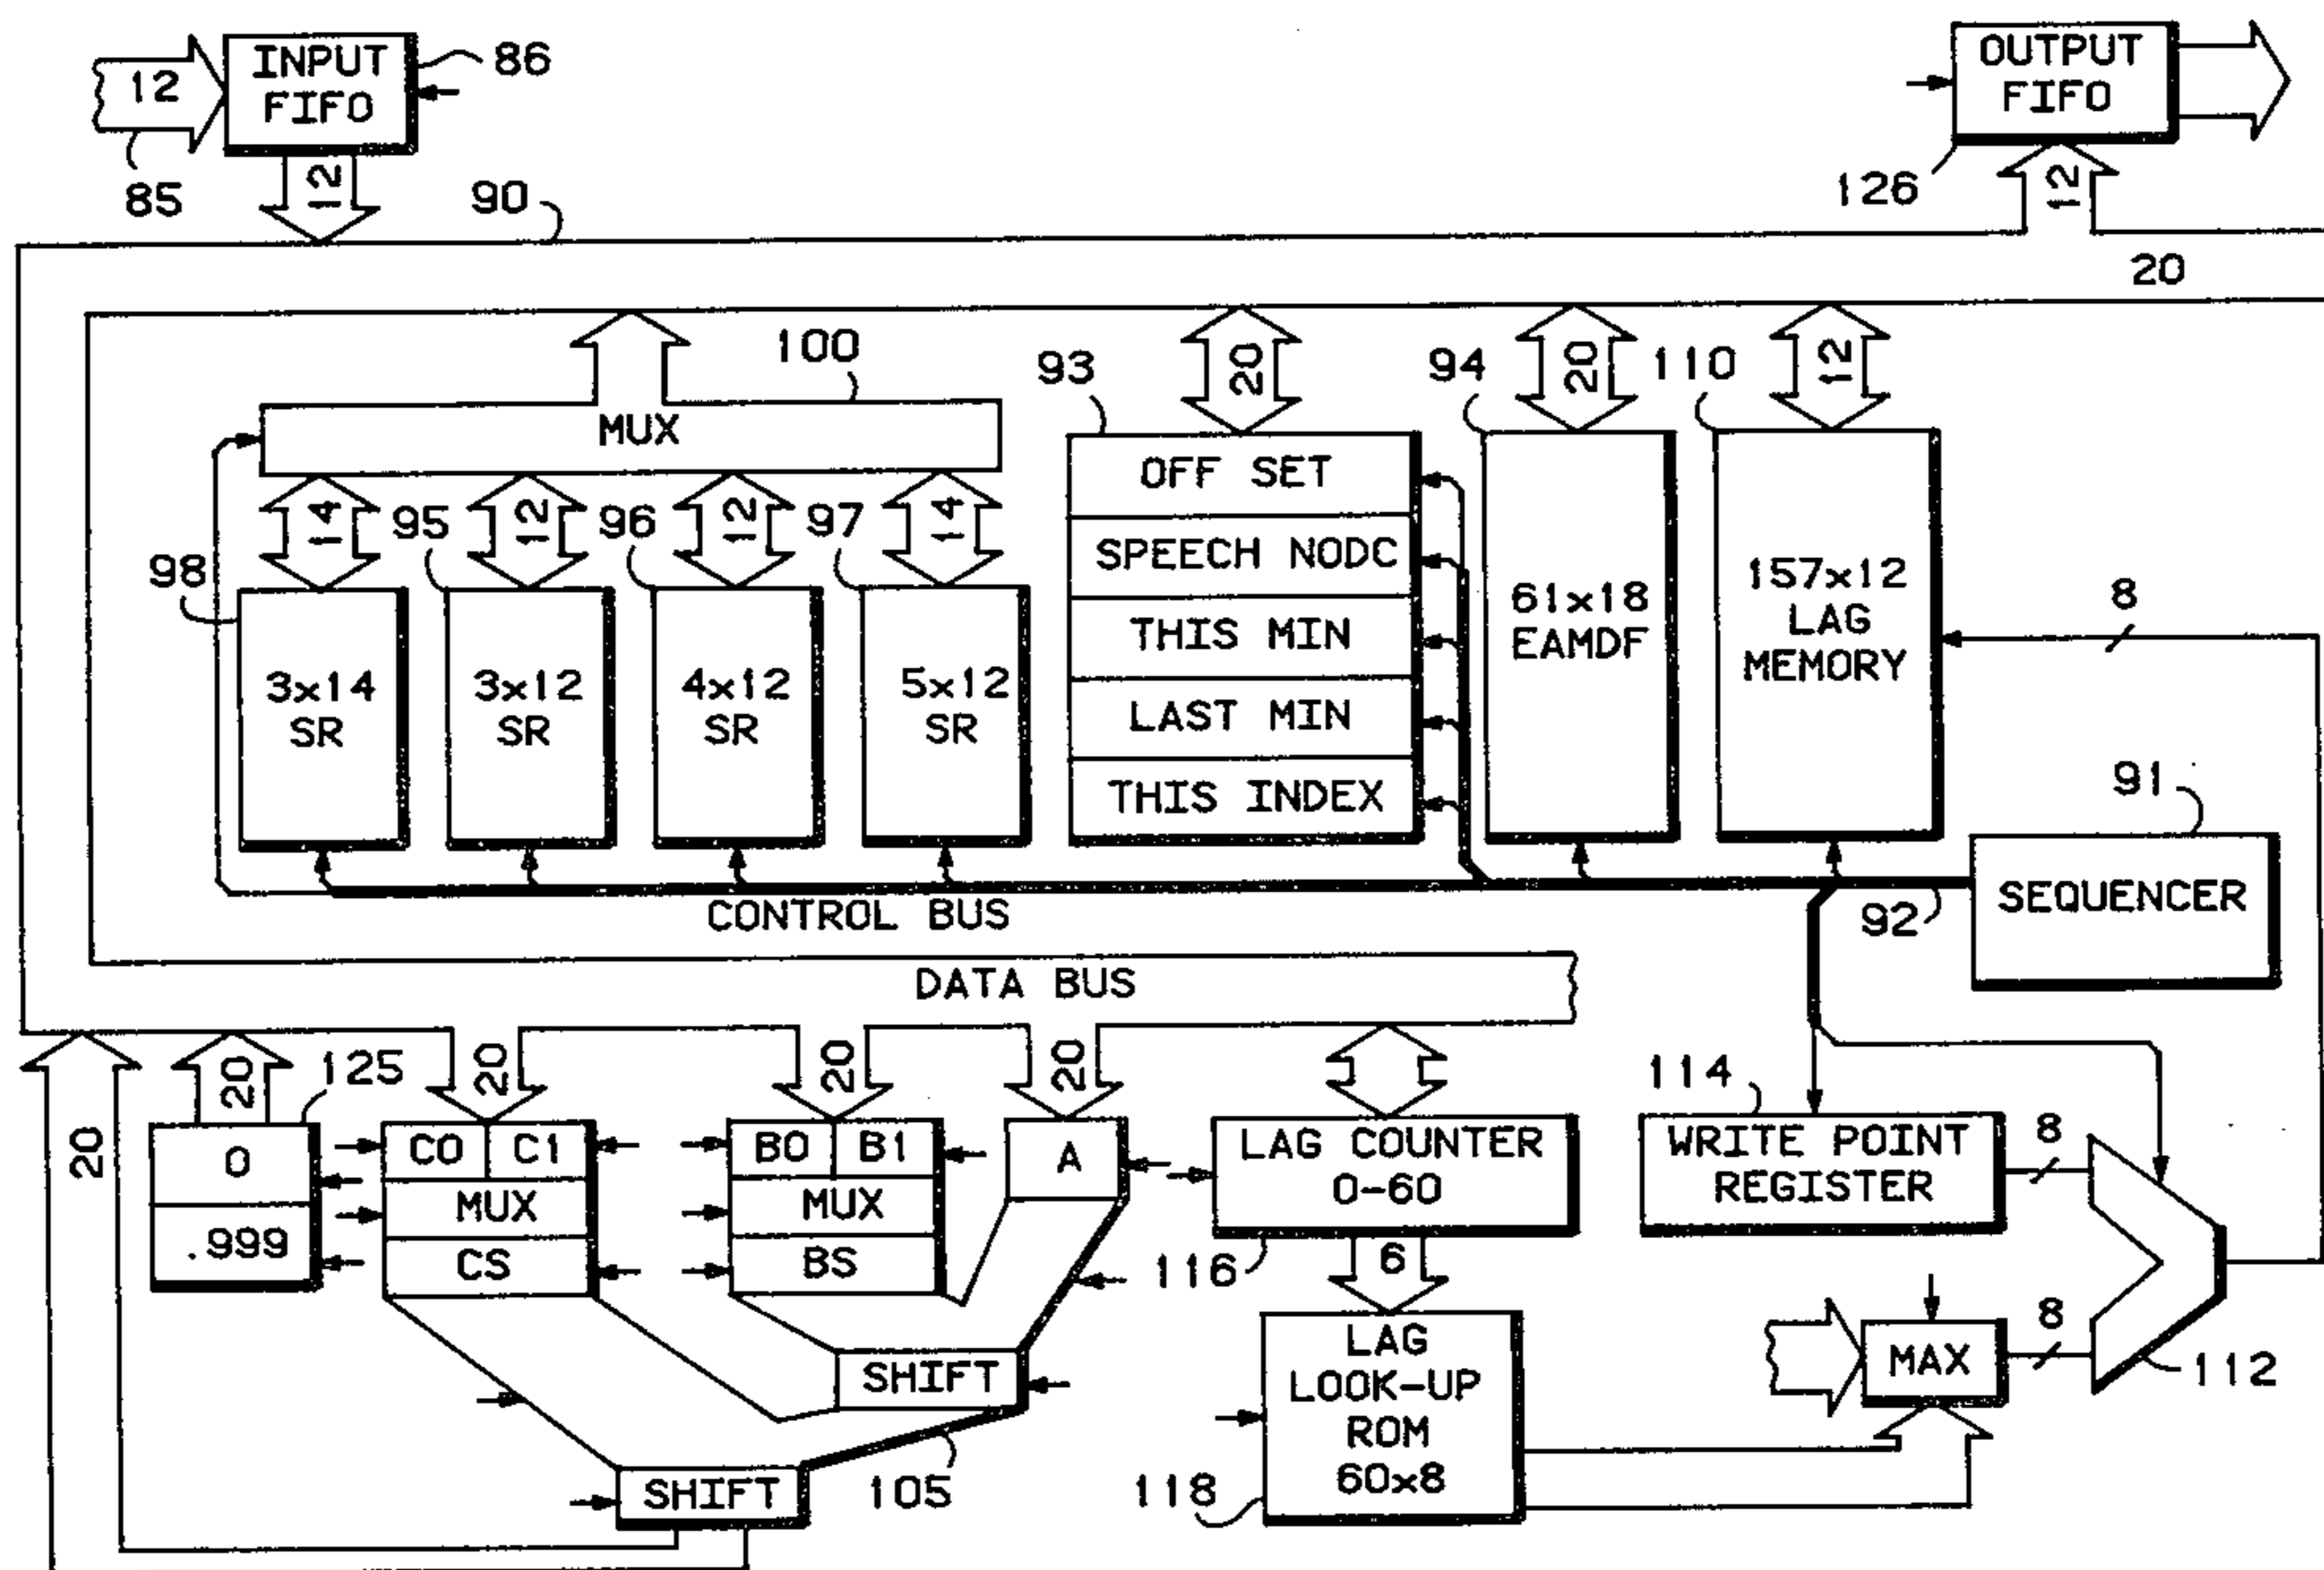 12
INPUT
FIFO
86
85
12
90
OUTPUT
FIFO
126
12
20
100
MUX
14
12
12
14
98
95
96
97
3x14
SR
3x12
SR
4x12
SR
5x12
SR
93
20
OFF SET
SPEECH NODC
THIS MIN
LAST MIN
THIS INDEX
94
20
61x18
EAMDF
110
12
157x12
LAG
MEMORY
8
91
SEQUENCER
92
CONTROL BUS
DATA BUS
20
20
125
0
.999
20
C0 C1
MUX
CS
20
B0 B1
MUX
BS
20
A
SHIFT
SHIFT
105
LAG COUNTER
0-60
116
6
LAG
LOOK-UP
ROM
60x8
118
114
WRITE POINT
REGISTER
8
MAX
8
112